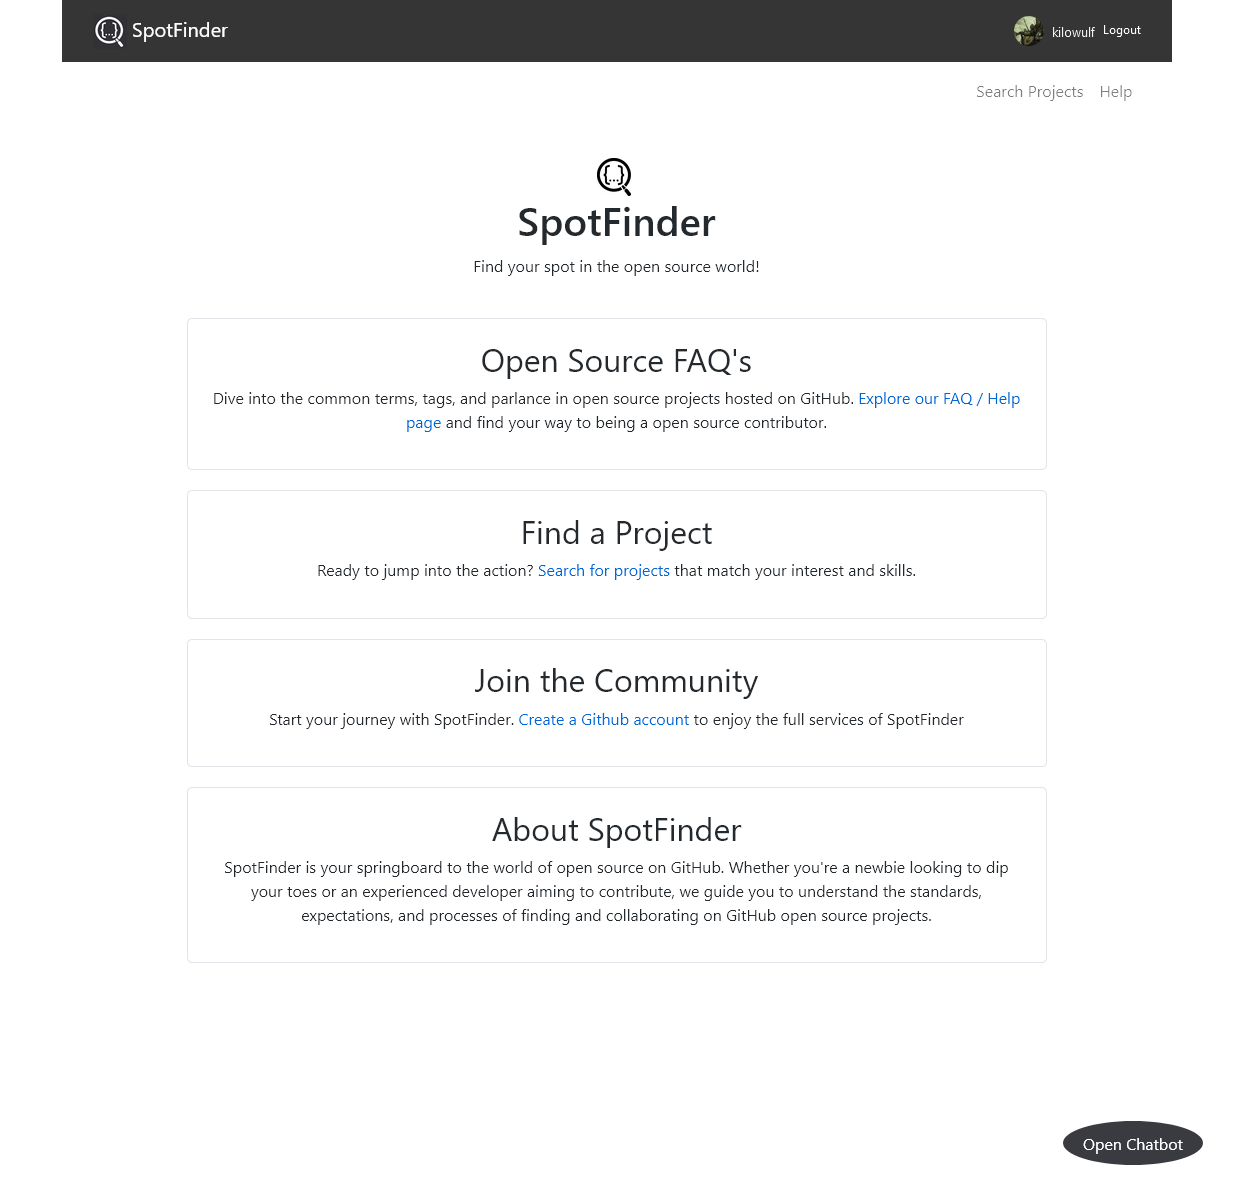 {...} SpotFinder
kilowulf Logout
Search Projects Help
{...}
SpotFinder
Find your spot in the open source world!
Open Source FAQ's
Dive into the common terms, tags, and parlance in open source projects hosted on GitHub. Explore our FAQ / Help
page and find your way to being a open source contributor.
Find a Project
Ready to jump into the action? Search for projects that match your interest and skills.
Join the Community
Start your journey with SpotFinder. Create a Github account to enjoy the full services of SpotFinder
About SpotFinder
SpotFinder is your springboard to the world of open source on GitHub. Whether you're a newbie looking to dip
your toes or an experienced developer aiming to contribute, we guide you to understand the standards,
expectations, and processes of finding and collaborating on GitHub open source projects.
Open Chatbot